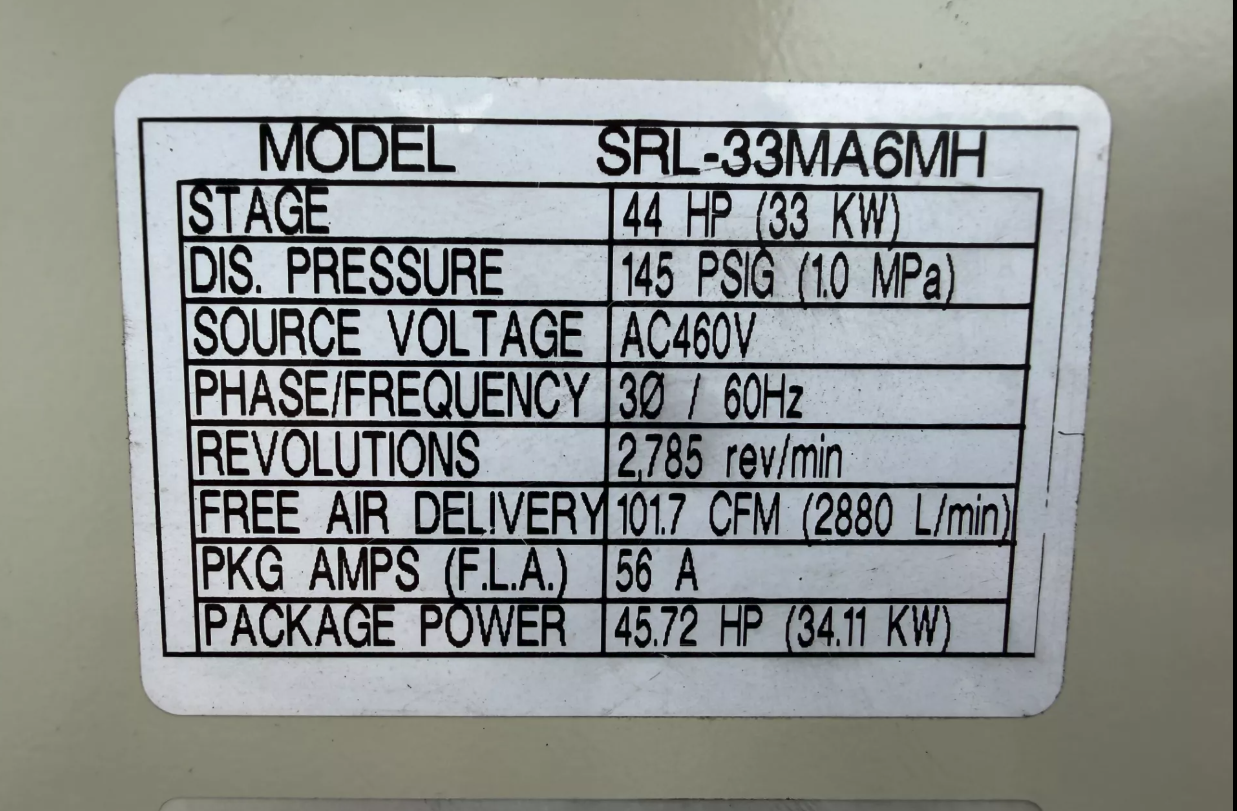 MODEL SRL-33MA6MH
STAGE 44 HP (33 KW)
DIS. PRESSURE 145 PSIG (1.0 MPa)
SOURCE VOLTAGE AC460V
PHASE/FREQUENCY 3Ø / 60Hz
REVOLUTIONS 2,785 rev/min
FREE AIR DELIVERY 101.7 CFM (2880 L/min)
PKG AMPS (F.L.A.) 56 A
PACKAGE POWER 45.72 HP (34.11 KW)